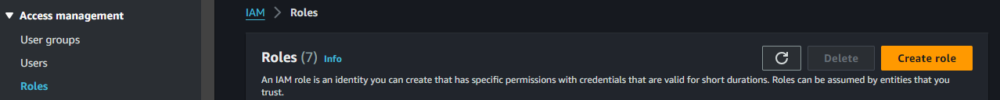 Access management
User groups
Users
Roles
IAM > Roles
Roles (7) Info
Delete
Create role
An IAM role is an identity you can create that has specific permissions with credentials that are valid for short durations. Roles can be assumed by entities that you
trust.